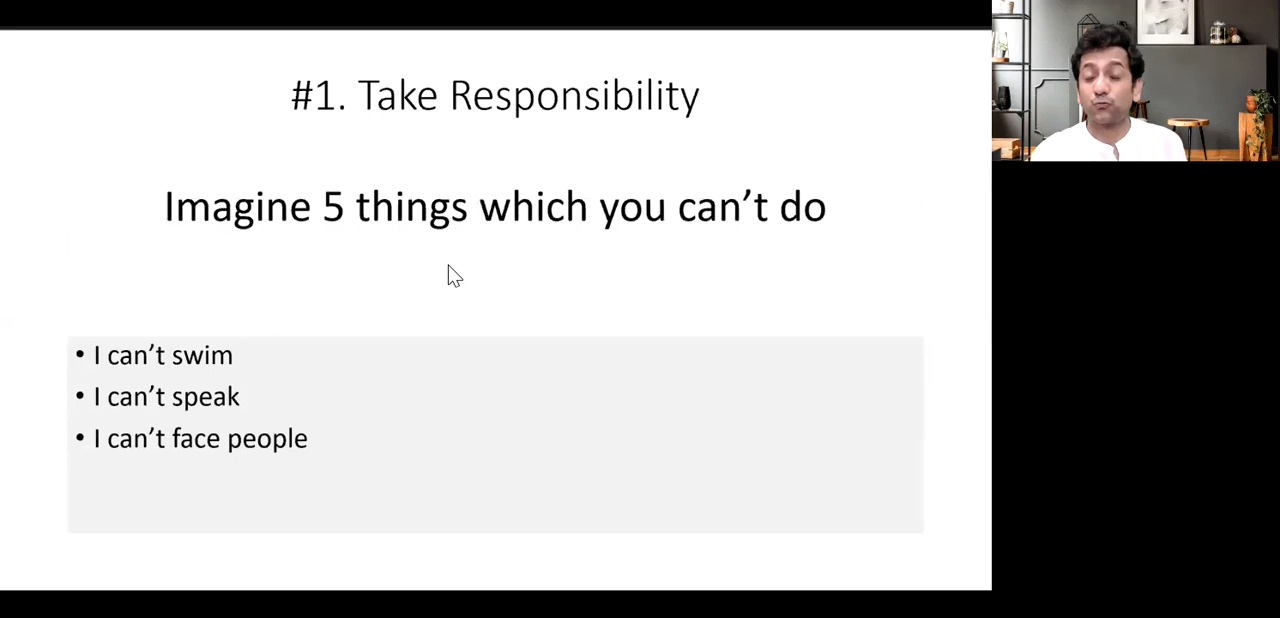 #1. Take Responsibility
Imagine 5 things which you can’t do
• I can’t swim
• I can’t speak
• I can’t face people